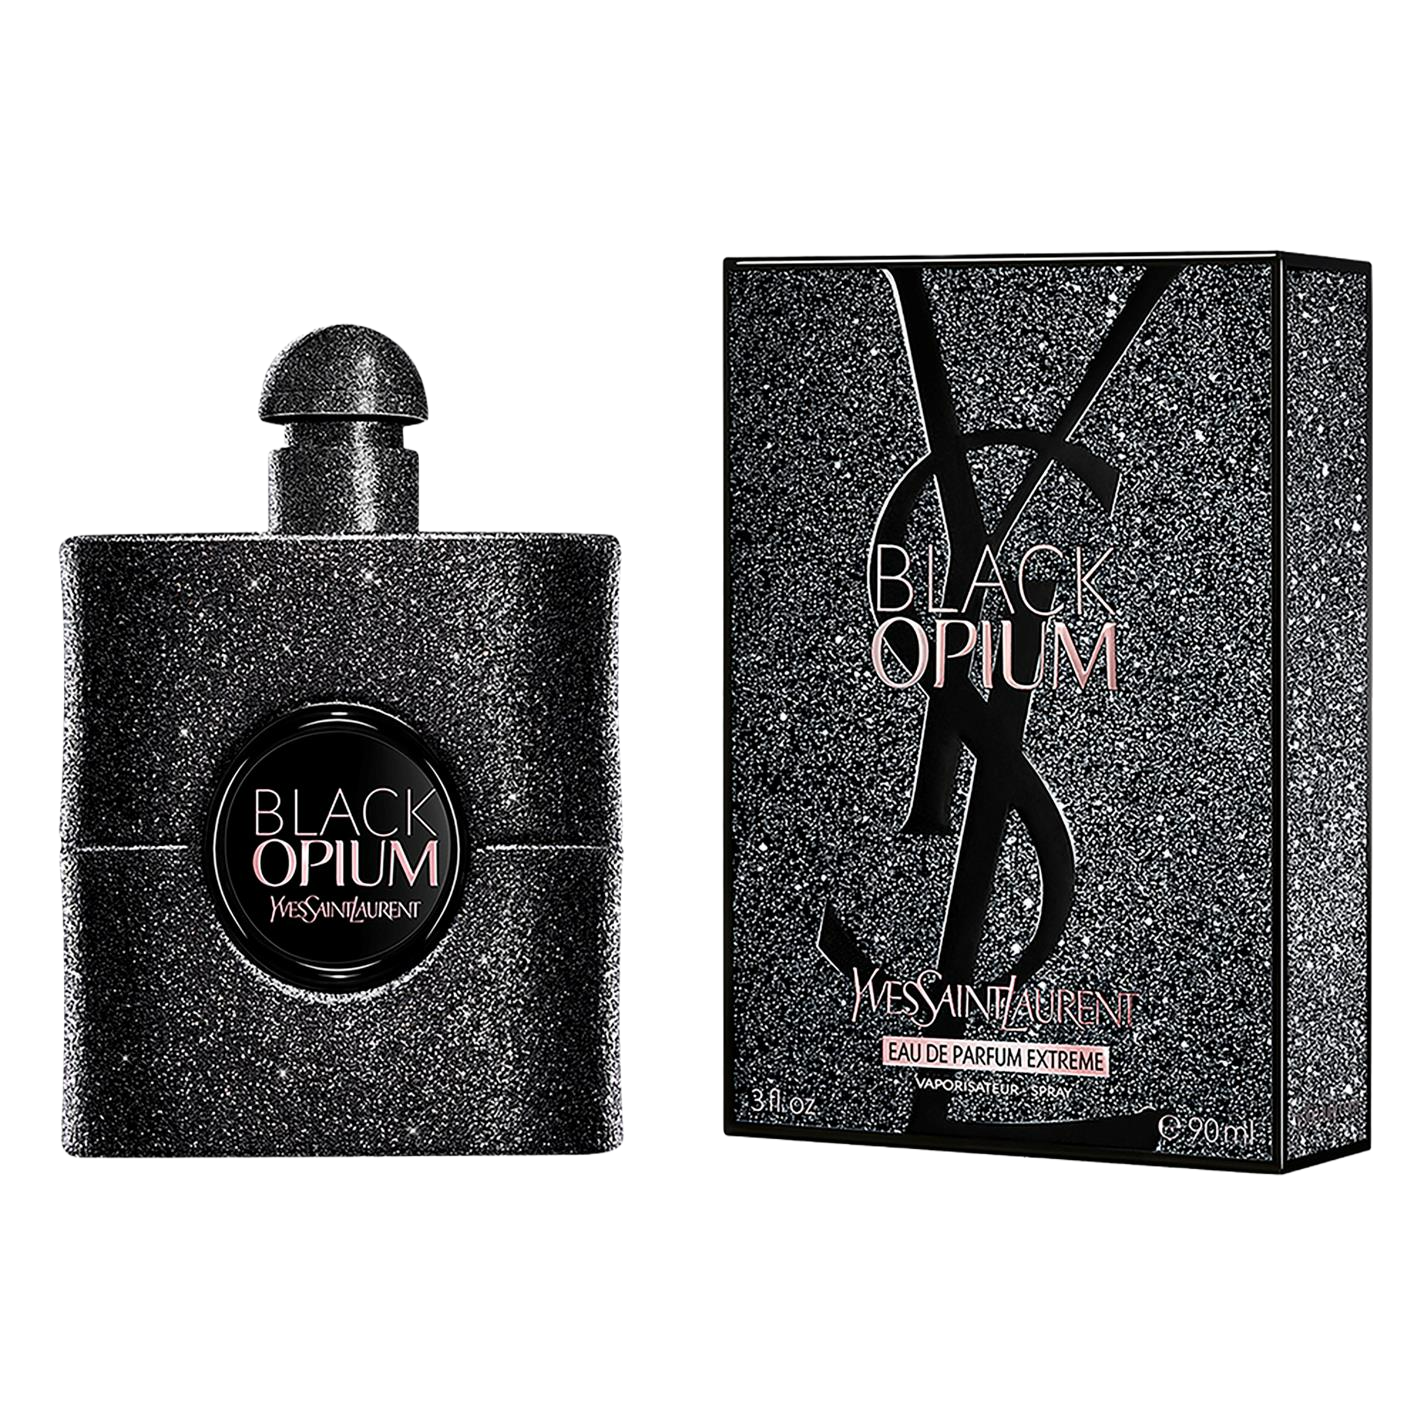 BLACK
OPIUM
YVESSAINTLAURENT
BLACK
OPIUM
YVESSAINTLAURENT
EAU DE PARFUM EXTREME
VAPORISATEUR · SPRAY
3 fl. oz
℮ 90 ml